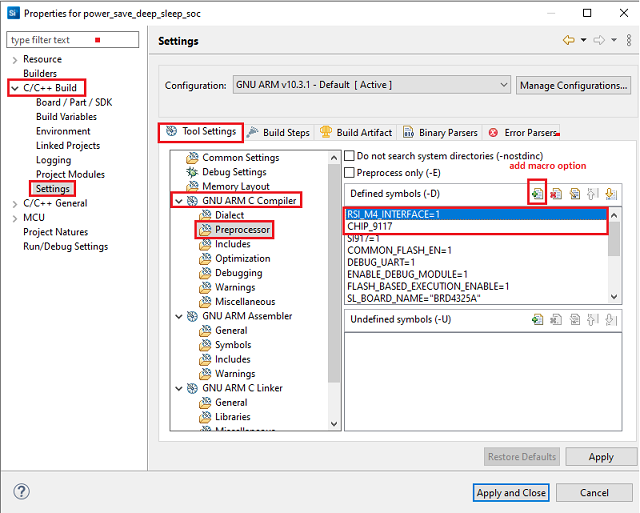 Si Properties for power_save_deep_sleep_soc
type filter text
Settings
Resource
Builders
C/C++ Build
Board / Part / SDK
Build Variables
Environment
Linked Projects
Logging
Project Modules
Settings
C/C++ General
MCU
Project Natures
Run/Debug Settings
Configuration: GNU ARM v10.3.1 - Default [ Active ] Manage Configurations...
Tool Settings Build Steps Build Artifact Binary Parsers Error Parsers
Common Settings
Debug Settings
Memory Layout
GNU ARM C Compiler
Dialect
Preprocessor
Includes
Optimization
Debugging
Warnings
Miscellaneous
GNU ARM Assembler
General
Symbols
Includes
Warnings
GNU ARM C Linker
General
Libraries
Miscellaneous
Do not search system directories (-nostdinc)
add macro option
Preprocess only (-E)
Defined symbols (-D)
RSI_M4_INTERFACE=1
CHIP_9117
SI917=1
COMMON_FLASH_EN=1
DEBUG_UART=1
ENABLE_DEBUG_MODULE=1
FLASH_BASED_EXECUTION_ENABLE=1
SL_BOARD_NAME="BRD4325A"
Undefined symbols (-U)
Restore Defaults Apply
? Apply and Close Cancel